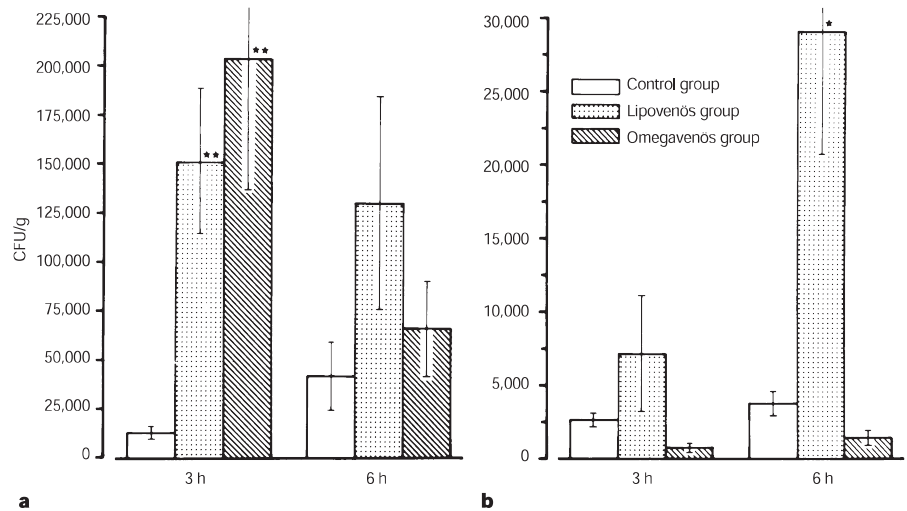 CFU/g
225,000
200,000
175,000
150,000
125,000
100,000
75,000
50,000
25,000
0
**
**
3 h
6 h
a
30,000
25,000
20,000
15,000
10,000
5,000
0
*
Control group
Lipovenös group
Omegavenös group
3 h
6 h
b